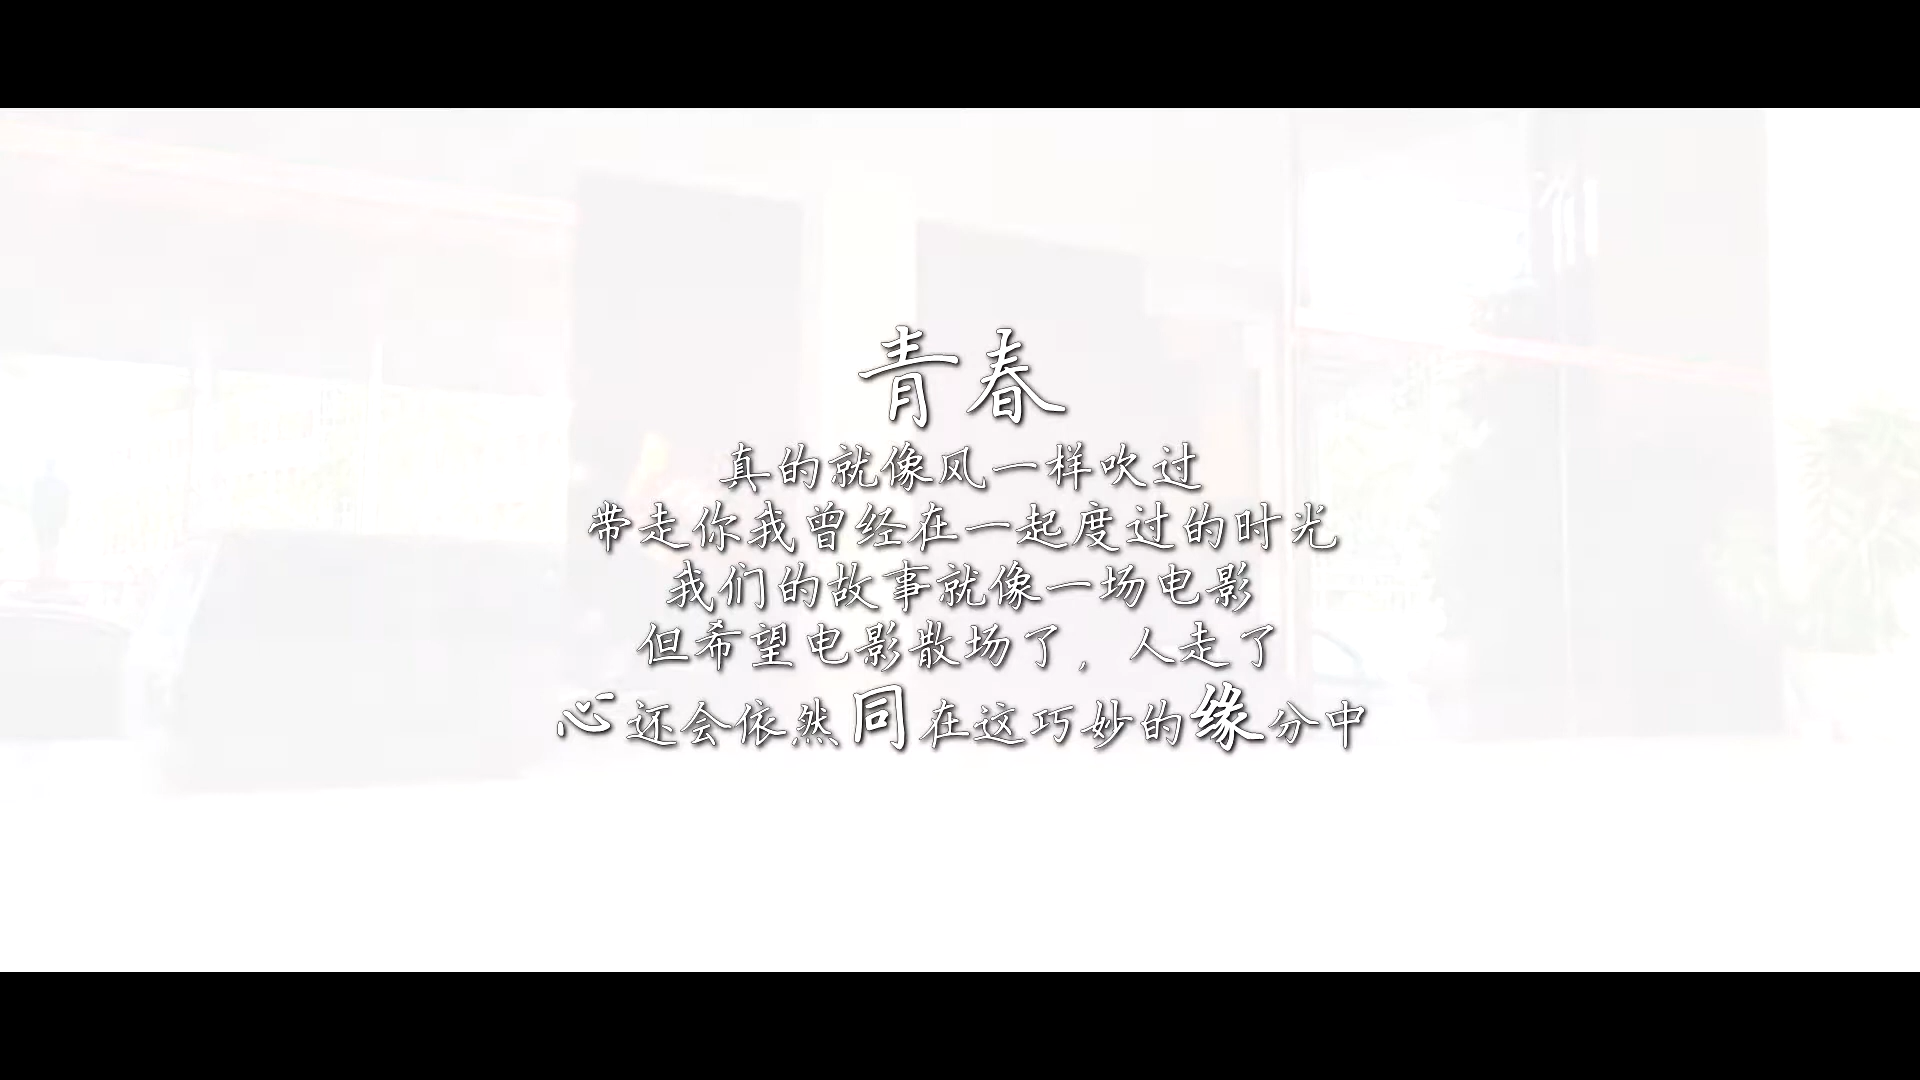 青春
真的就像风一样吹过
带走你我曾经在一起度过的时光
我们的故事就像一场电影
但希望电影散场了，人走了
心还会依然同在这巧妙的缘分中